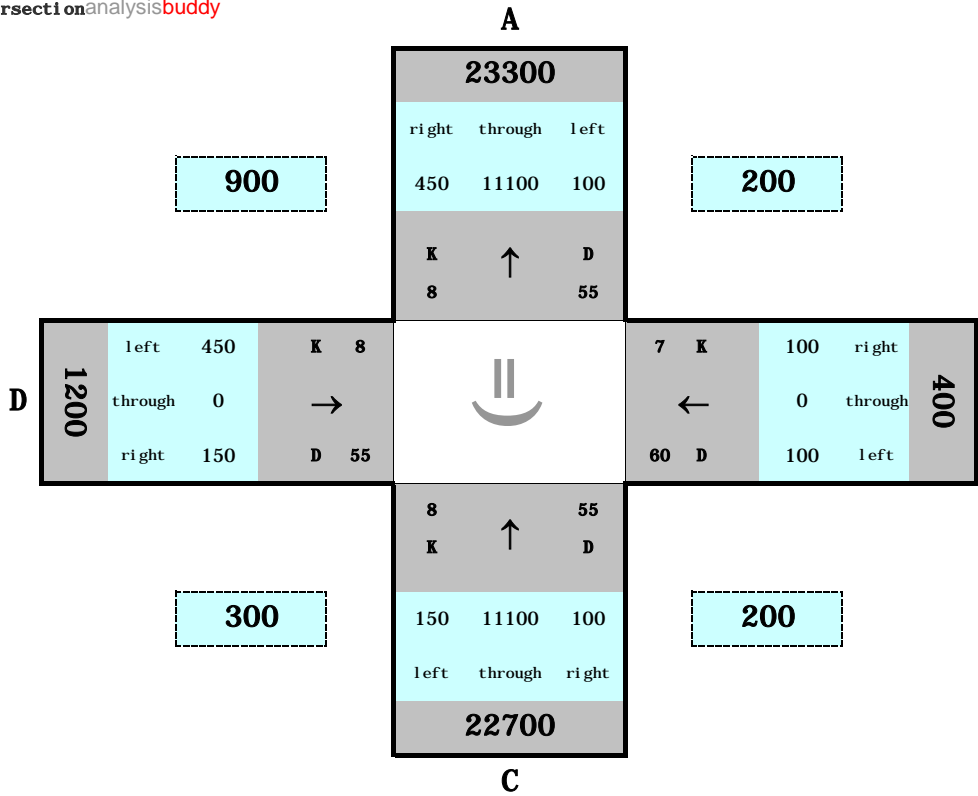 rsectionanalysisbuddy
A
23300
right through left
450 11100 100
900
200
K D
8 55
D
1200
left 450
through 0
right 150
K 8
D 55
7 K
60 D
100 right
0 through
100 left
400
8 55
K D
150 11100 100
left through right
300
200
22700
C